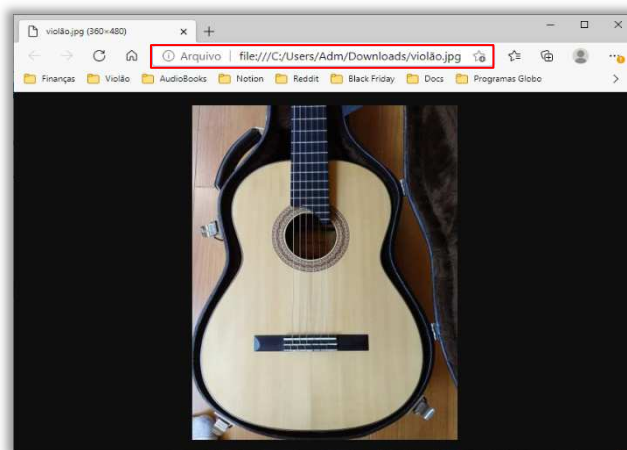 violão.jpg (360×480)
Arquivo | file:///C:/Users/Adm/Downloads/violão.jpg
Finanças Violão AudioBooks Notion Reddit Black Friday Docs Programas Globo